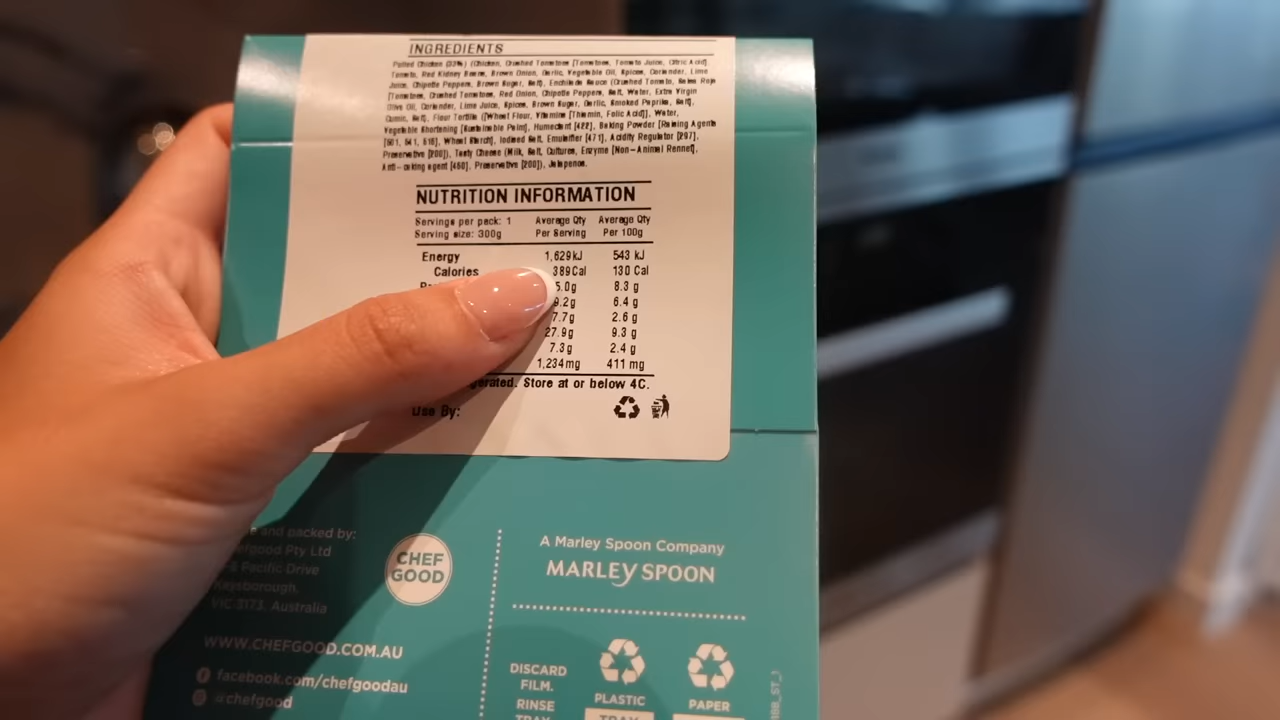 INGREDIENTS
Pulled Chicken (33%) (Chicken, Crushed Tomatoes [Tomatoes, Tomato Juice, Citric Acid],
Tomato, Red Kidney Beans, Brown Onion, Garlic, Vegetable Oil, Spices, Coriander, Lime
Juice, Chipotle Peppers, Brown Sugar, Salt), Enchilada Sauce (Crushed Tomato, Salsa Roja
[Tomatoes, Crushed Tomatoes, Red Onion, Chipotle Peppers, Salt, Water, Extra Virgin
Olive Oil, Coriander, Lime Juice, Spices, Brown Sugar, Garlic, Smoked Paprika, Salt],
Cumin, Salt), Flour Tortilla ([Wheat Flour, Vitamins [Thiamin, Folic Acid]], Water,
Vegetable Shortening [Sustainable Palm], Humectant [422], Baking Powder [Raising Agents
[501, 541, 516], Wheat Starch], Iodised Salt, Emulsifier [471], Acidity Regulator [297],
Preservative [200]), Tasty Cheese (Milk, Salt, Cultures, Enzyme [Non-Animal Rennet],
Anti-caking agent [460], Preservative [200]), Jalapenos.
NUTRITION INFORMATION
Servings per pack: 1 Average Qty Average Qty
Serving size: 300g Per Serving Per 100g
Energy 1,629kJ 543 kJ
Calories 389Cal 130 Cal
5.0g 8.3 g
9.2g 6.4 g
7.7g 2.6 g
27.9g 9.3 g
7.3g 2.4 g
1,234mg 411 mg
gerated. Store at or below 4C.
Use By:
and packed by:
efgood Pty Ltd
Pacific Drive
Keysborough,
VIC 3173, Australia
CHEF
GOOD
WWW.CHEFGOOD.COM.AU
facebook.com/chefgoodau
@chefgood
A Marley Spoon Company
MARLEY SPOON
DISCARD
FILM.
RINSE
TRAY
PLASTIC
TRAY
PAPER